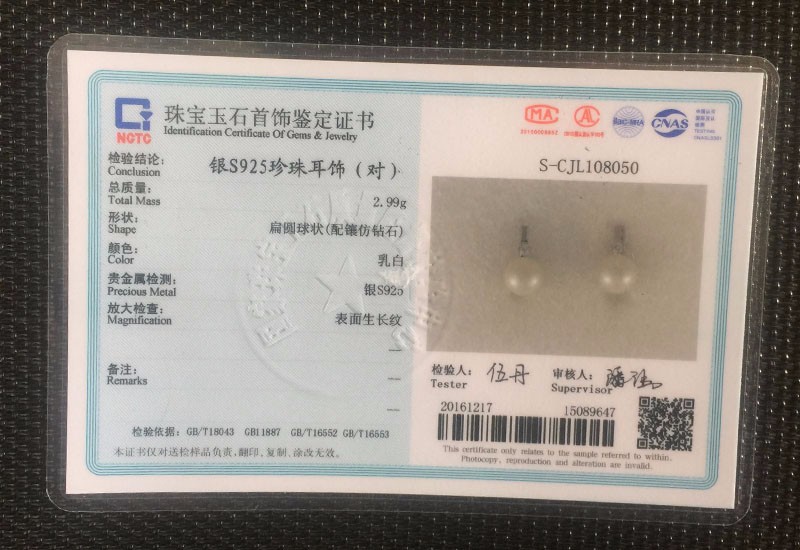 NGTC
珠宝玉石首饰鉴定证书
Identification Certificate Of Gems & Jewelry
检验结论:
Conclusion
银S925珍珠耳饰(对)
总质量:
Total Mass
2.99g
形状:
Shape
扁圆球状(配镶仿钻石)
颜色:
Color
乳白
贵金属检测:
Precious Metal
银S925
放大检查:
Magnification
表面生长纹
—
备注:
Remarks
—
—
检验依据: GB/T18043 GB11887 GB/T16552 GB/T16553
本证书仅对送检样品负责,翻印、复制、涂改无效。
MA
CNAS
S-CJL108050
检验人: 伍丹
Tester
审核人:
Supervisor
20161217 15089647
This certificate only relates to the sample referred to within.
Photocopy, reproduction and alteration are invalid.